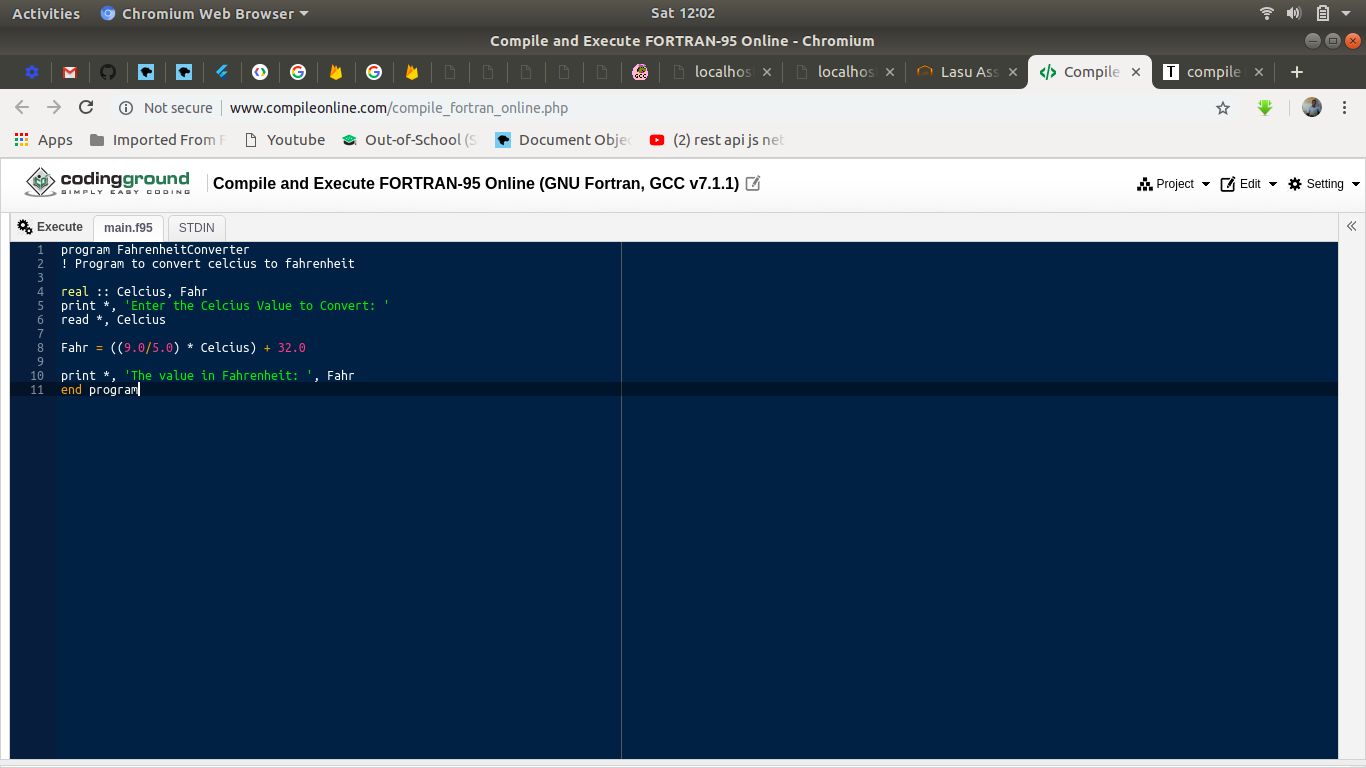 Activities Chromium Web Browser Sat 12:02
Compile and Execute FORTRAN-95 Online - Chromium
localhos localhos Lasu Ass Compile compile
Not secure www.compileonline.com/compile_fortran_online.php
Apps Imported From F Youtube Out-of-School (S Document Obje (2) rest api js net
codingground
SIMPLY EASY CODING
Compile and Execute FORTRAN-95 Online (GNU Fortran, GCC v7.1.1) Project Edit Setting
Execute main.f95 STDIN
1 program FahrenheitConverter
2 ! Program to convert celcius to fahrenheit
3
4 real :: Celcius, Fahr
5 print *, 'Enter the Celcius Value to Convert: '
6 read *, Celcius
7
8 Fahr = ((9.0/5.0) * Celcius) + 32.0
9
10 print *, 'The value in Fahrenheit: ', Fahr
11 end program